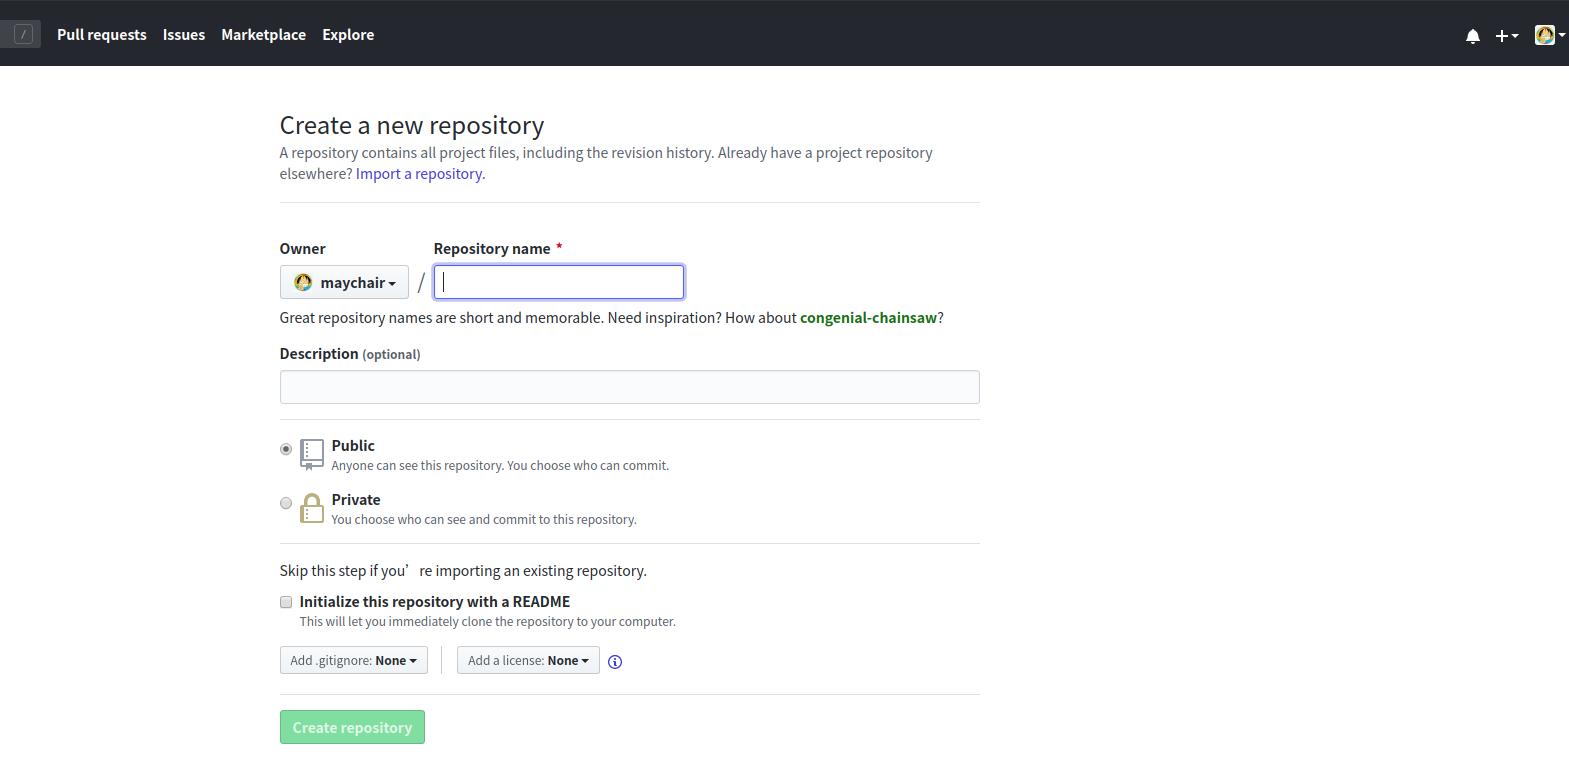 / Pull requests Issues Marketplace Explore
Create a new repository
A repository contains all project files, including the revision history. Already have a project repository
elsewhere? Import a repository.
Owner Repository name *
maychair / 
Great repository names are short and memorable. Need inspiration? How about congenial-chainsaw?
Description (optional)
Public
Anyone can see this repository. You choose who can commit.
Private
You choose who can see and commit to this repository.
Skip this step if you’re importing an existing repository.
Initialize this repository with a README
This will let you immediately clone the repository to your computer.
Add .gitignore: None Add a license: None
Create repository